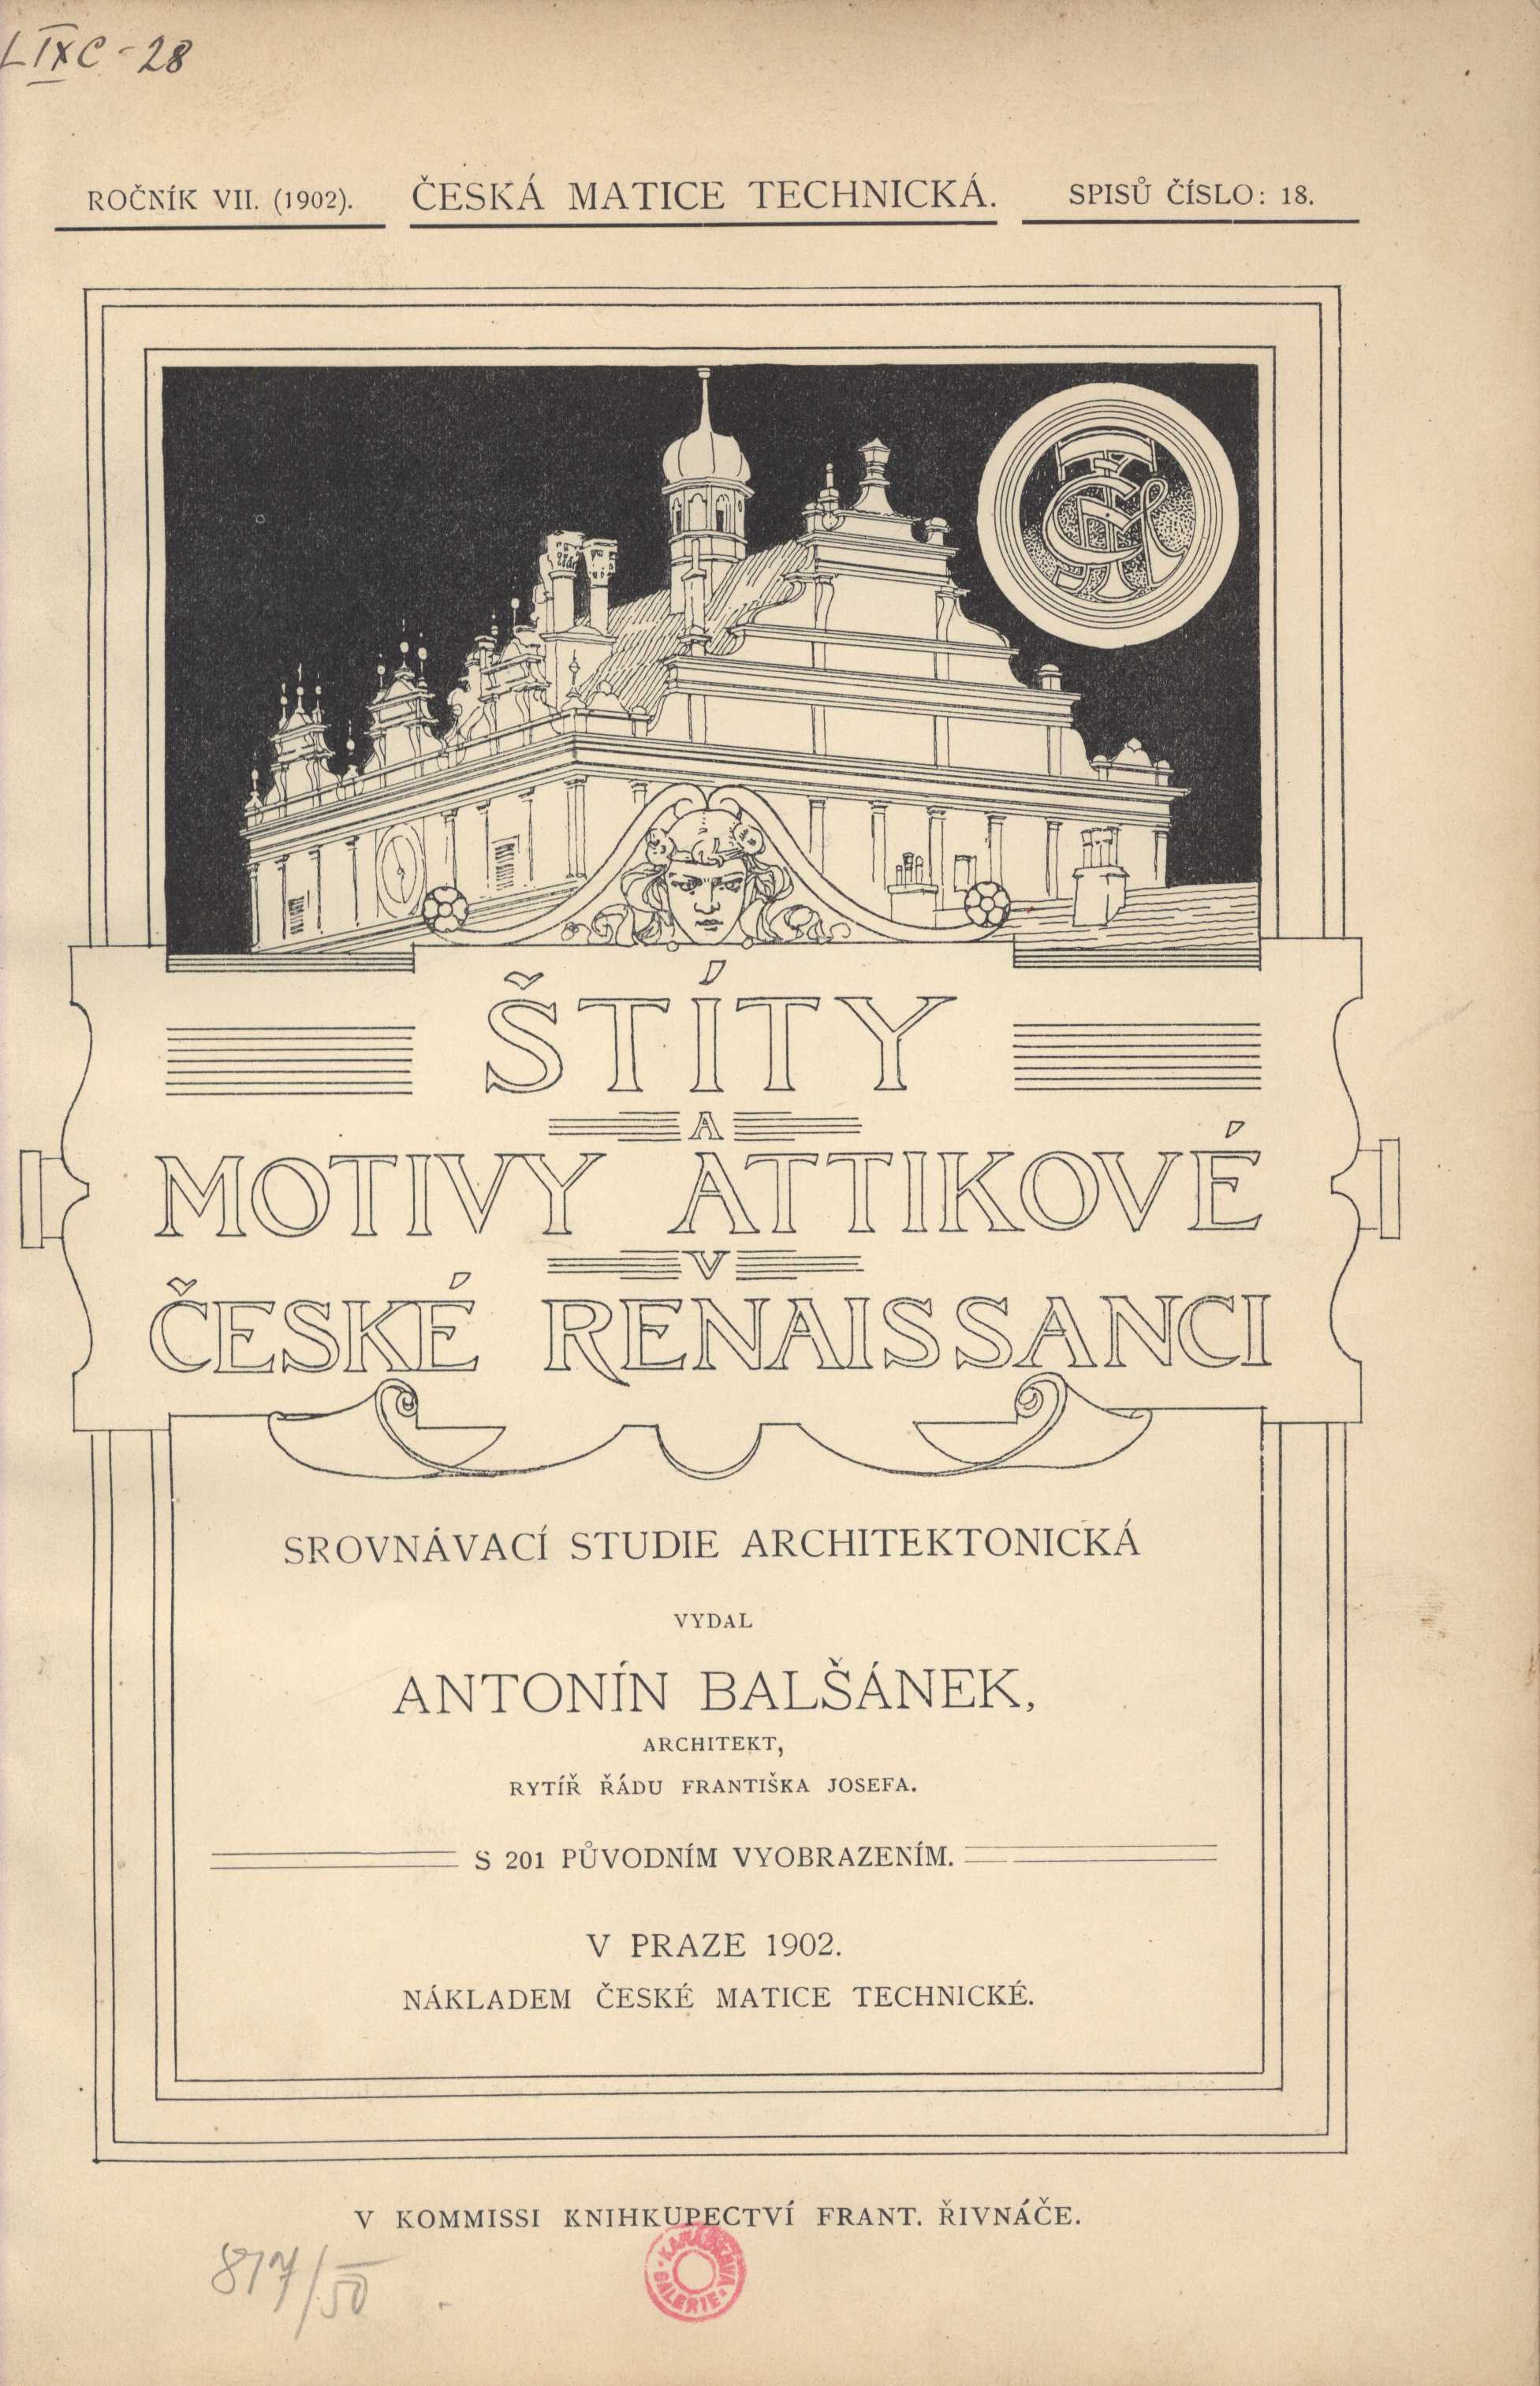 LIXC-28
ROČNÍK VII. (1902). ČESKÁ MATICE TECHNICKÁ. SPISŮ ČÍSLO: 18.
ŠTÍTY
A
MOTIVY ATTIKOVÉ
V
ČESKÉ RENAISSANCI
SROVNÁVACÍ STUDIE ARCHITEKTONICKÁ
VYDAL
ANTONÍN BALŠÁNEK,
ARCHITEKT,
RYTÍŘ ŘÁDU FRANTIŠKA JOSEFA.
S 201 PŮVODNÍM VYOBRAZENÍM.
V PRAZE 1902.
NÁKLADEM ČESKÉ MATICE TECHNICKÉ.
V KOMMISSI KNIHKUPECTVÍ FRANT. ŘIVNÁČE.
817/50
KARÁSKOVA GALERIE